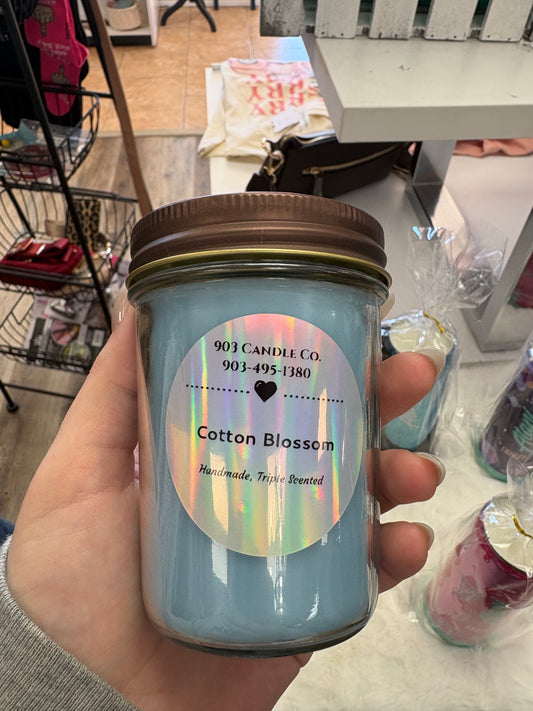 903 Candle Co.
903-495-1380
Cotton Blossom
Handmade, Triple Scented